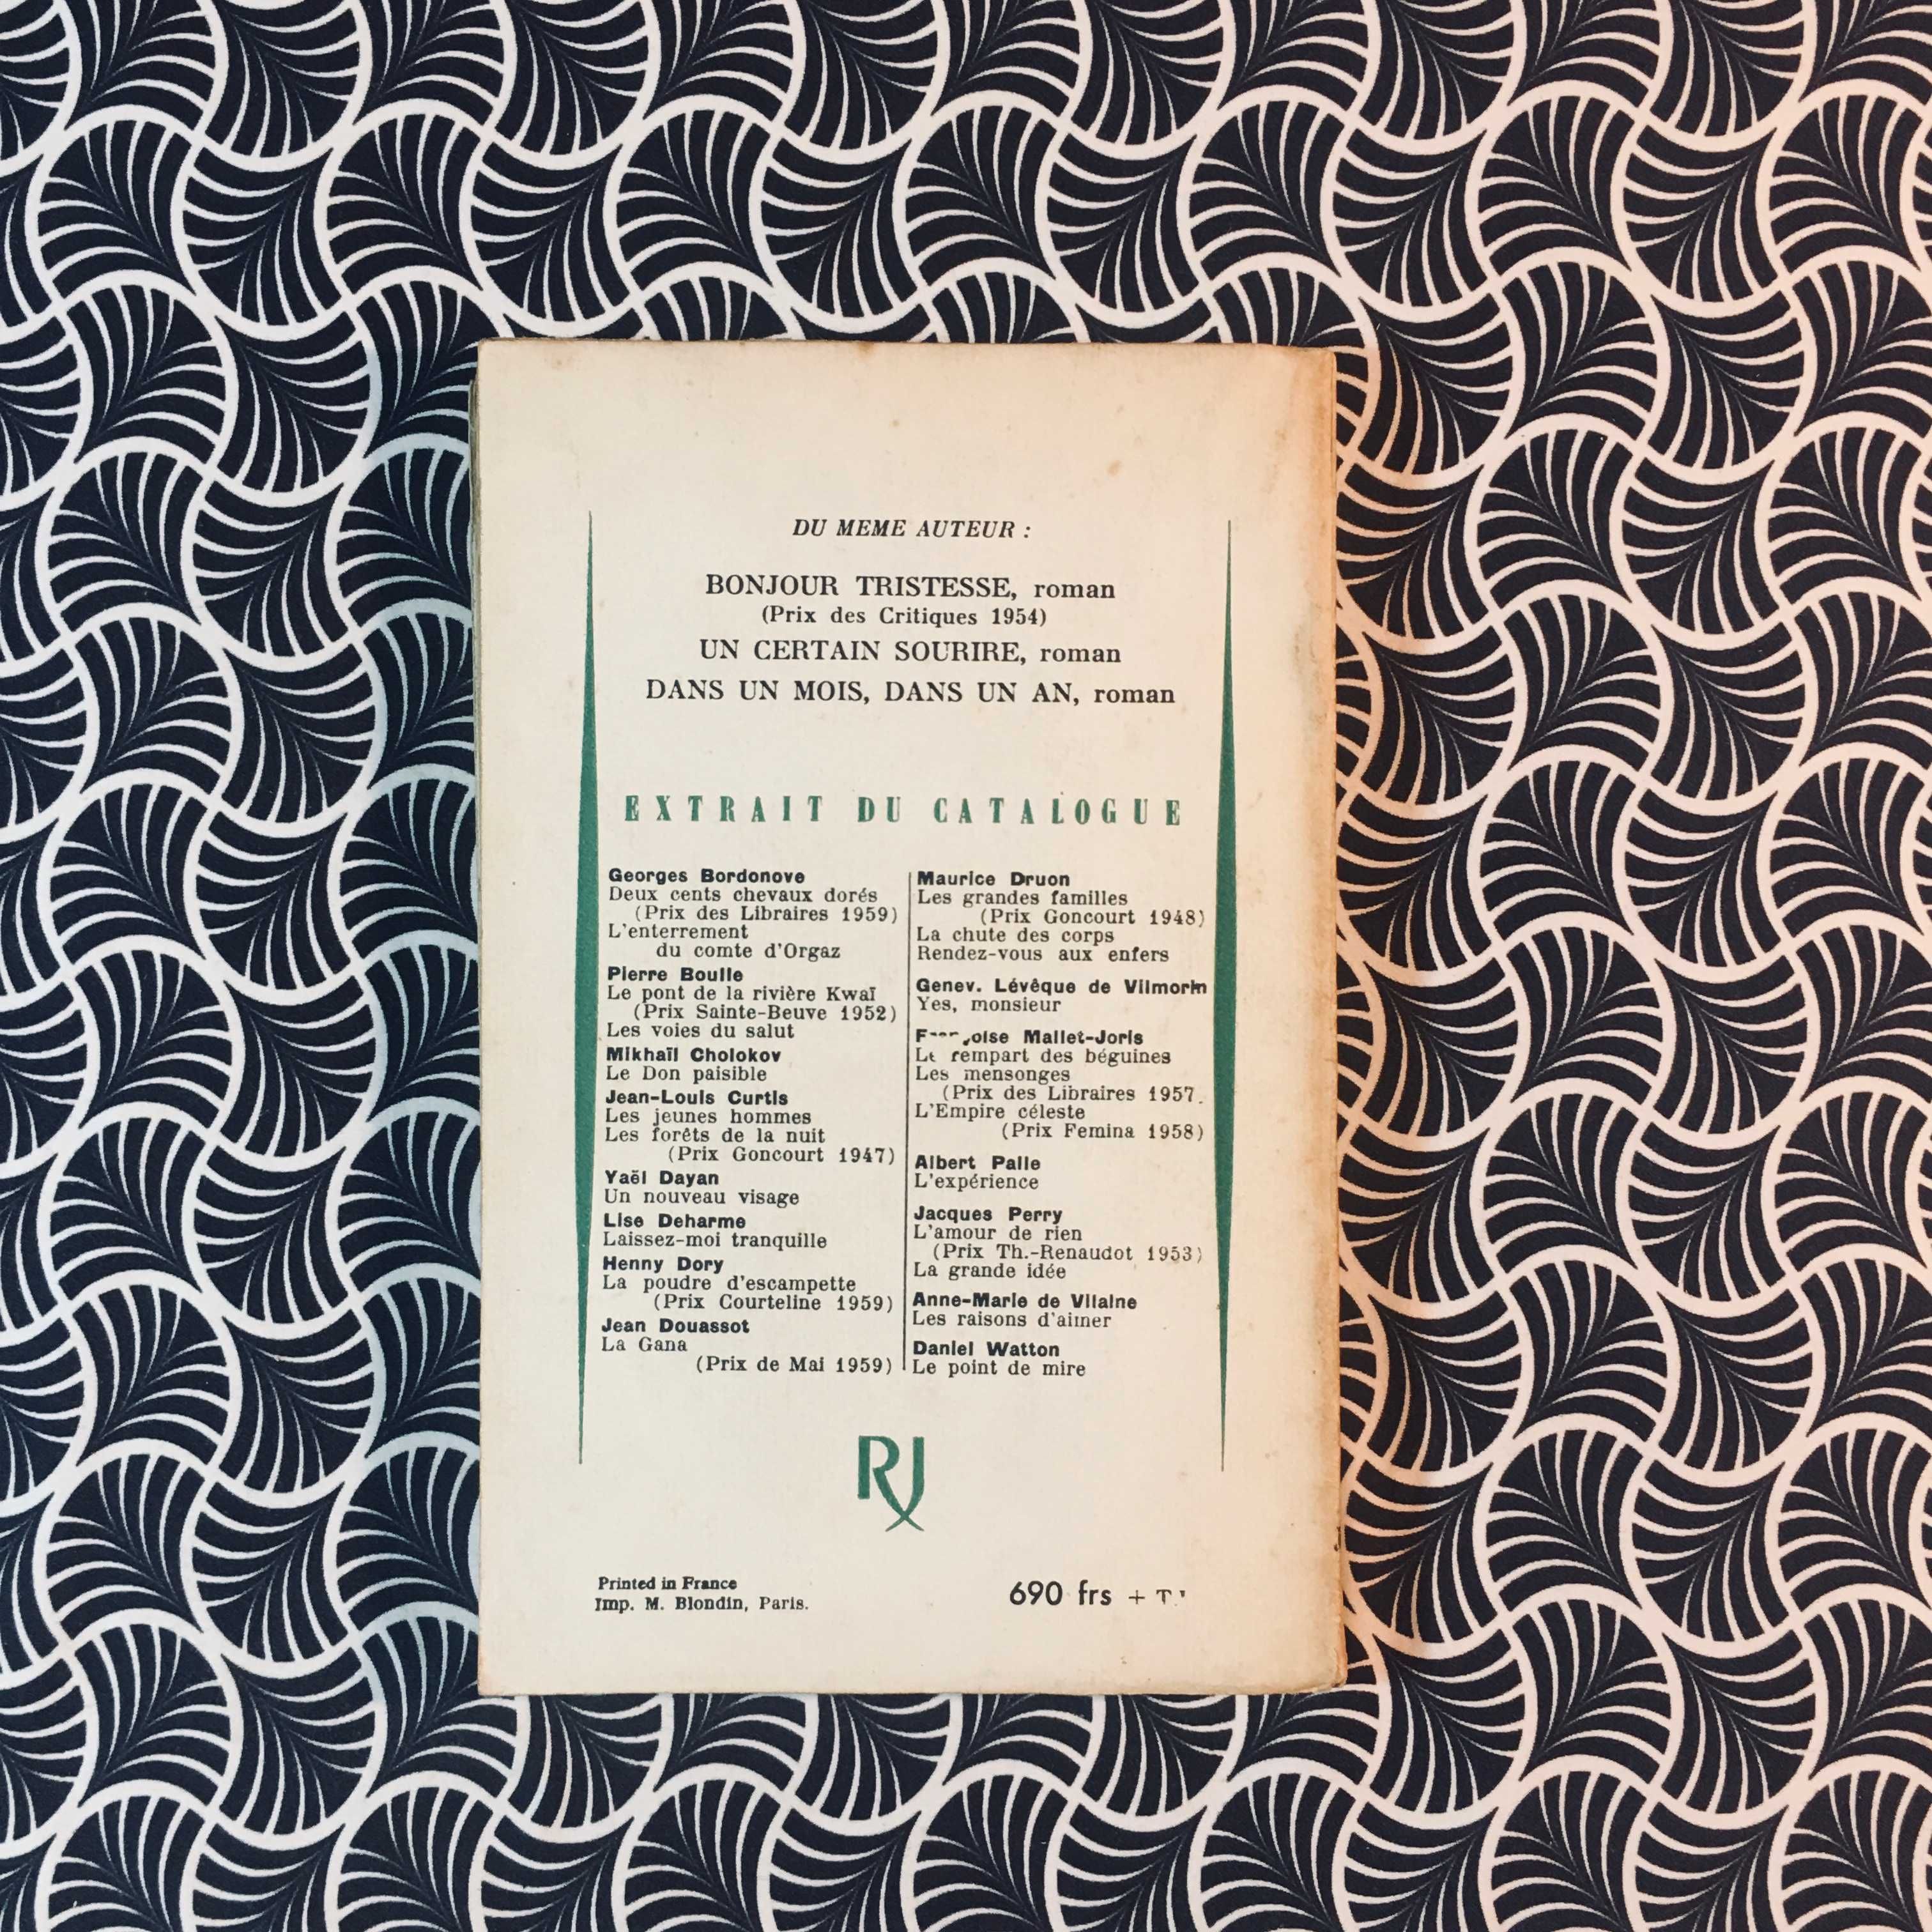 DU MEME AUTEUR :
BONJOUR TRISTESSE, roman
(Prix des Critiques 1954)
UN CERTAIN SOURIRE, roman
DANS UN MOIS, DANS UN AN, roman
EXTRAIT DU CATALOGUE
Georges Bordonove
Deux cents chevaux dorés
(Prix des Libraires 1959)
L'enterrement
du comte d'Orgaz
Pierre Boulle
Le pont de la rivière Kwaï
(Prix Sainte-Beuve 1952)
Les voies du salut
Mikhaïl Cholokov
Le Don paisible
Jean-Louis Curtis
Les jeunes hommes
Les forêts de la nuit
(Prix Goncourt 1947)
Yaël Dayan
Un nouveau visage
Lise Deharme
Laissez-moi tranquille
Henny Dory
La poudre d'escampette
(Prix Courteline 1959)
Jean Douassot
La Gana
(Prix de Mai 1959)
Maurice Druon
Les grandes familles
(Prix Goncourt 1948)
La chute des corps
Rendez-vous aux enfers
Genev. Lévêque de Vilmorin
Yes, monsieur
Mallet-Joris
rempart des béguines
Les mensonges
(Prix des Libraires 1957
L'Empire céleste
(Prix Femina 1958)
Albert Palle
L'expérience
Jacques Perry
L'amour de rien
(Prix Th.-Renaudot 1953)
La grande idée
Anne-Marie de Vilaine
Les raisons d'aimer
Daniel Watton
Le point de mire
RJ
Printed in France
Imp. M. Blondin, Paris.
690 frs +